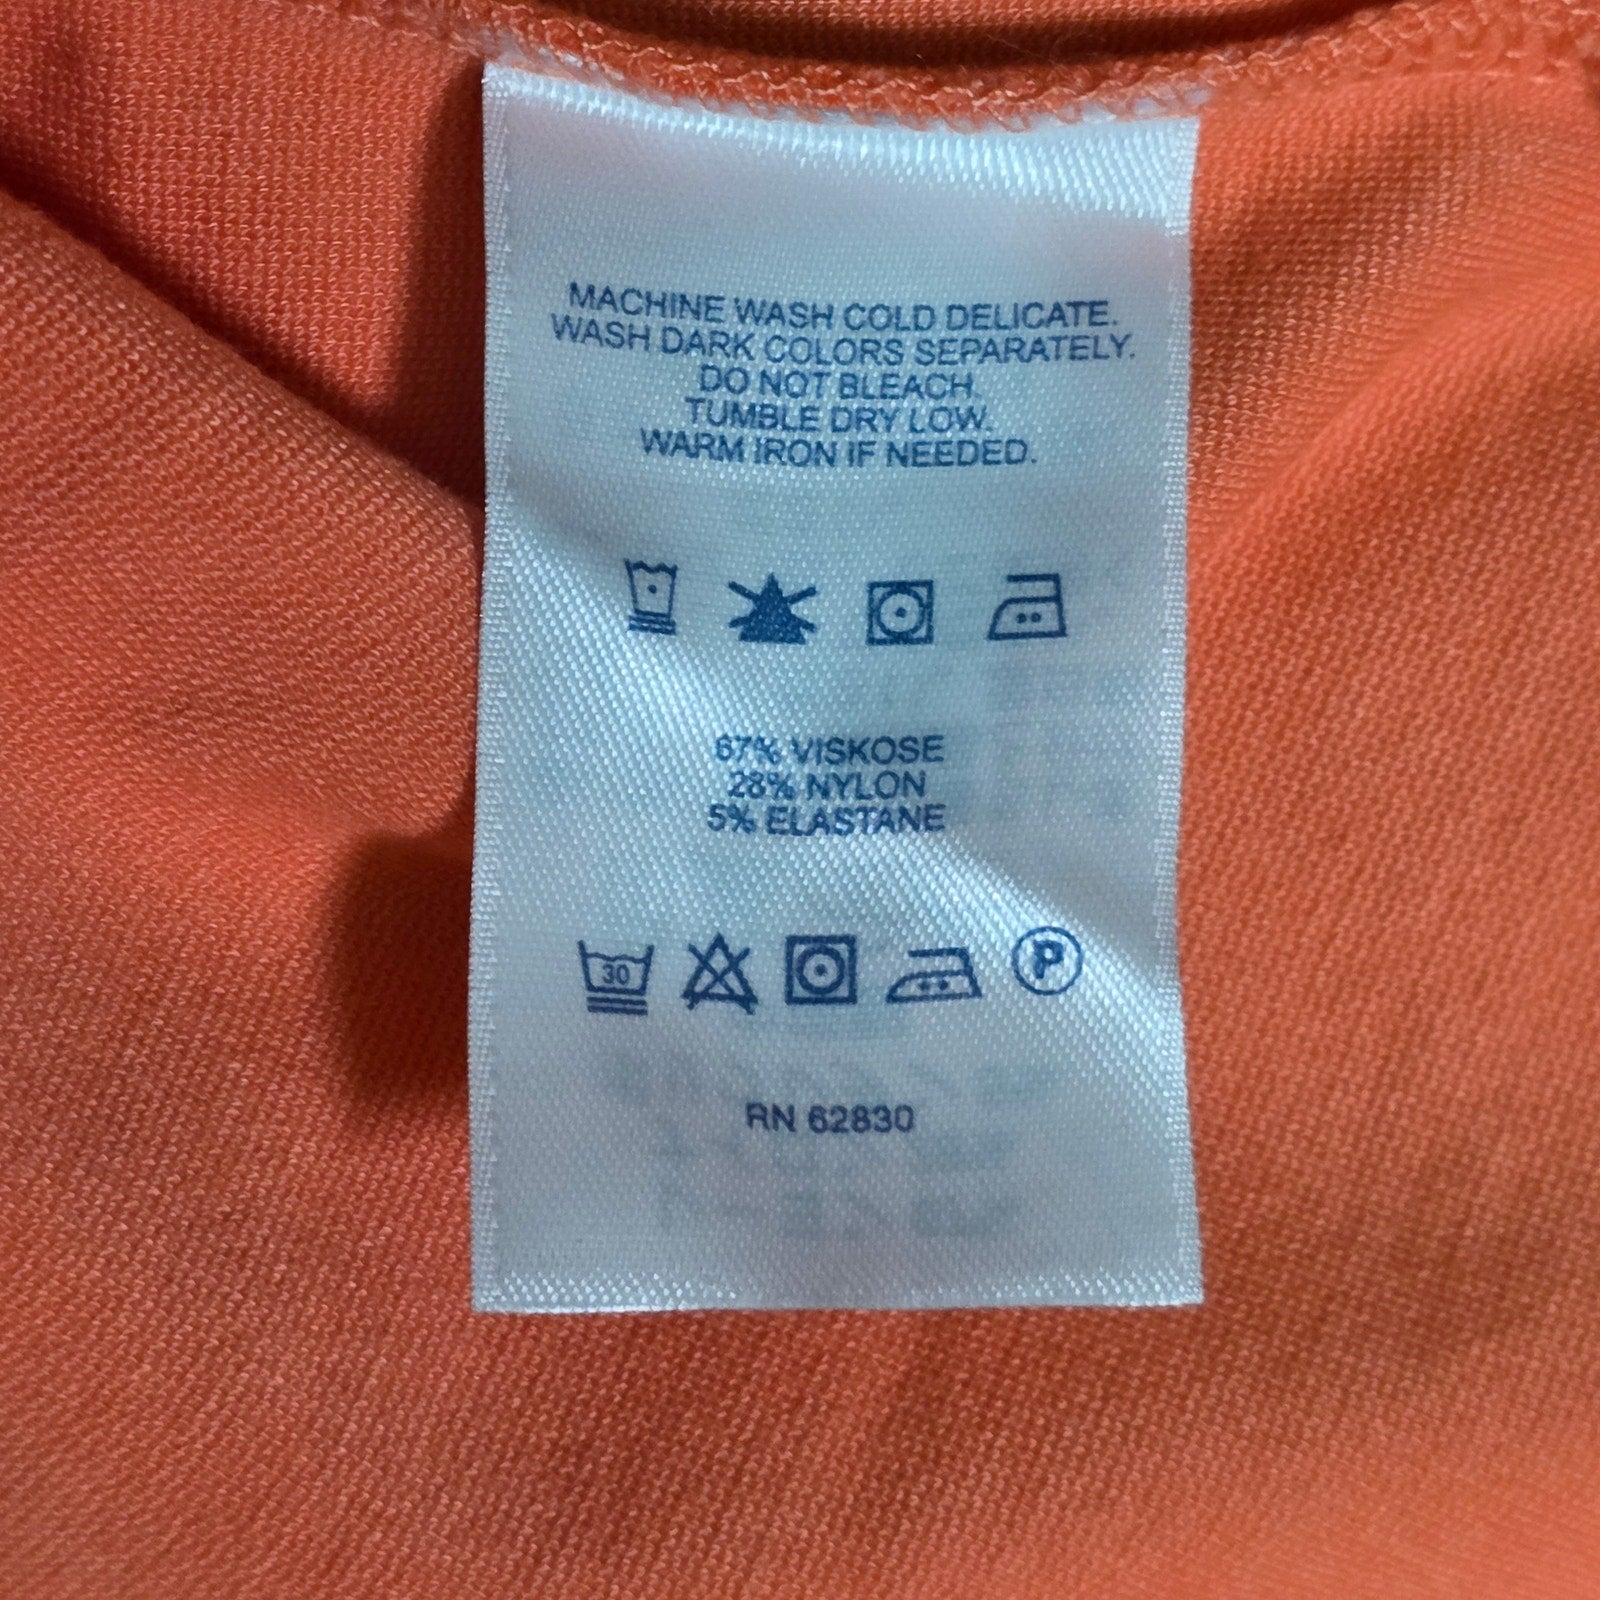 MACHINE WASH COLD DELICATE.
WASH DARK COLORS SEPARATELY.
DO NOT BLEACH.
TUMBLE DRY LOW.
WARM IRON IF NEEDED.
67% VISKOSE
28% NYLON
5% ELASTANE
30 P
RN 62830